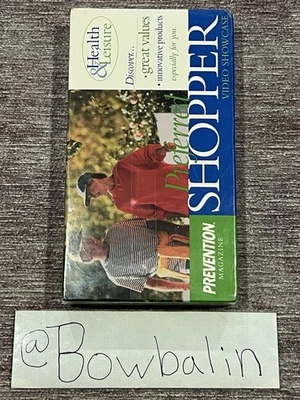 Health
& Leisure
Discover...
• great values
• innovative products
especially for you
Preferred
SHOPPER
VIDEO SHOWCASE
PREVENTION
MAGAZINE
@Bowbalin